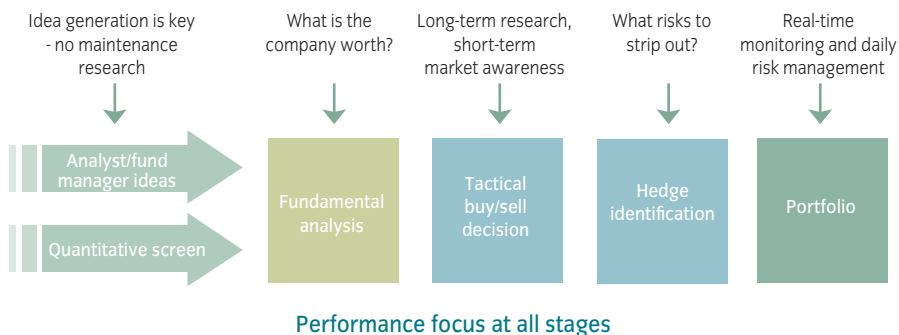 Idea generation is key
- no maintenance
research
What is the
company worth?
Long-term research,
short-term
market awareness
What risks to
strip out?
Real-time
monitoring and daily
risk management
Analyst/fund
manager ideas
Quantitative screen
Fundamental
analysis
Tactical
buy/sell
decision
Hedge
identification
Portfolio
Performance focus at all stages